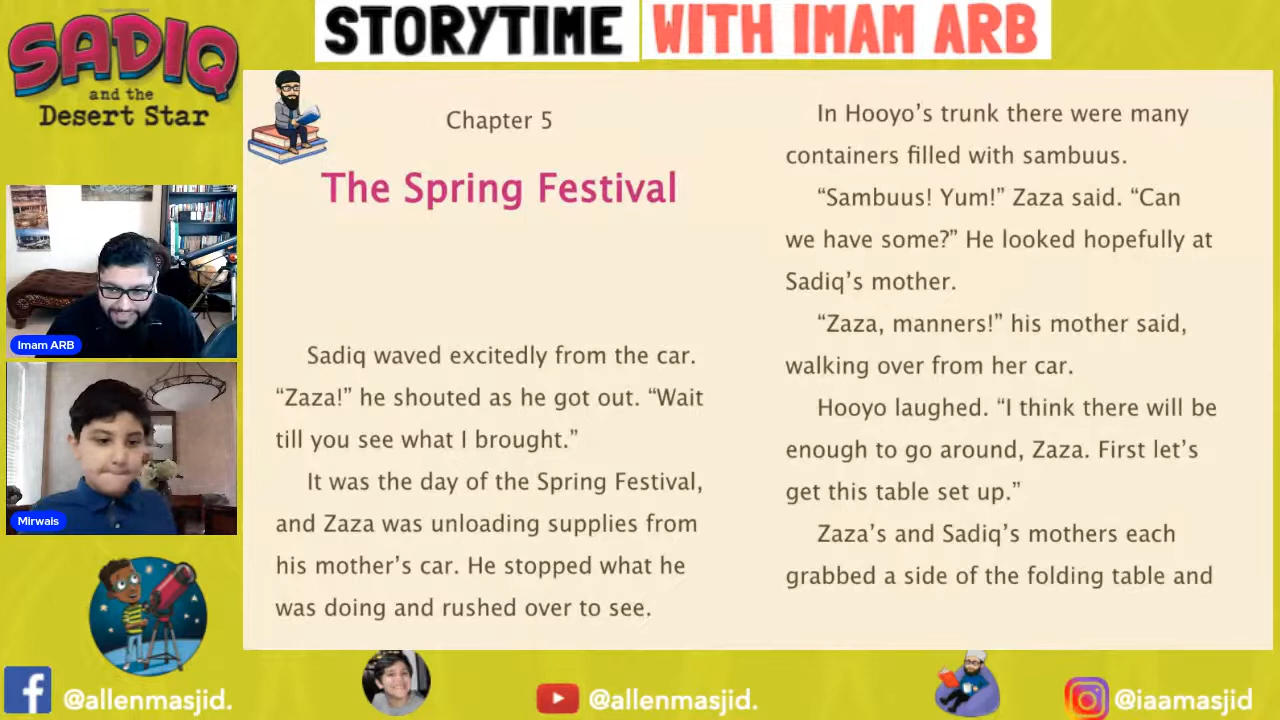 SADIQ
and the
Desert Star
STORYTIME WITH IMAM ARB
Imam ARB
Mirwais
Chapter 5
The Spring Festival
Sadiq waved excitedly from the car.
“Zaza!” he shouted as he got out. “Wait
till you see what I brought.”
It was the day of the Spring Festival,
and Zaza was unloading supplies from
his mother’s car. He stopped what he
was doing and rushed over to see.
In Hooyo’s trunk there were many
containers filled with sambuus.
“Sambuus! Yum!” Zaza said. “Can
we have some?” He looked hopefully at
Sadiq’s mother.
“Zaza, manners!” his mother said,
walking over from her car.
Hooyo laughed. “I think there will be
enough to go around, Zaza. First let’s
get this table set up.”
Zaza’s and Sadiq’s mothers each
grabbed a side of the folding table and
@allenmasjid.
@allenmasjid.
@iaamasjid